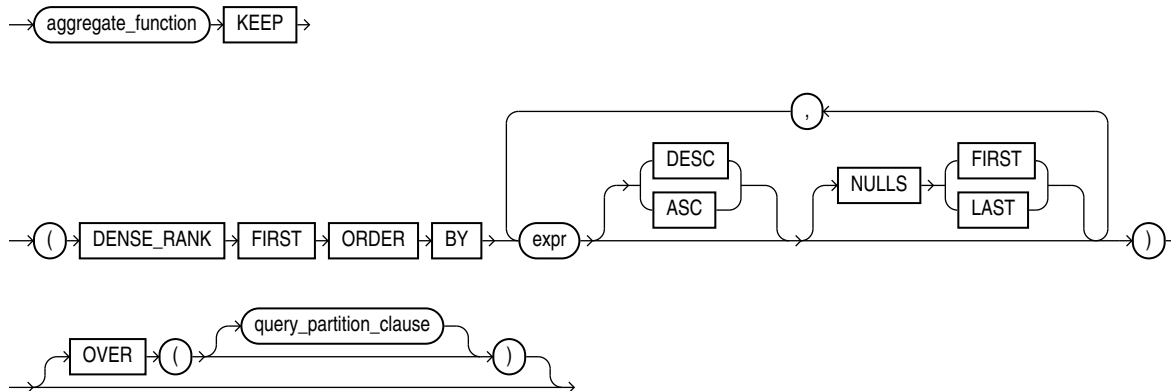 aggregate_function KEEP
,
DESC FIRST
NULLS
ASC LAST
( DENSE_RANK FIRST ORDER BY expr )
query_partition_clause
OVER ( )